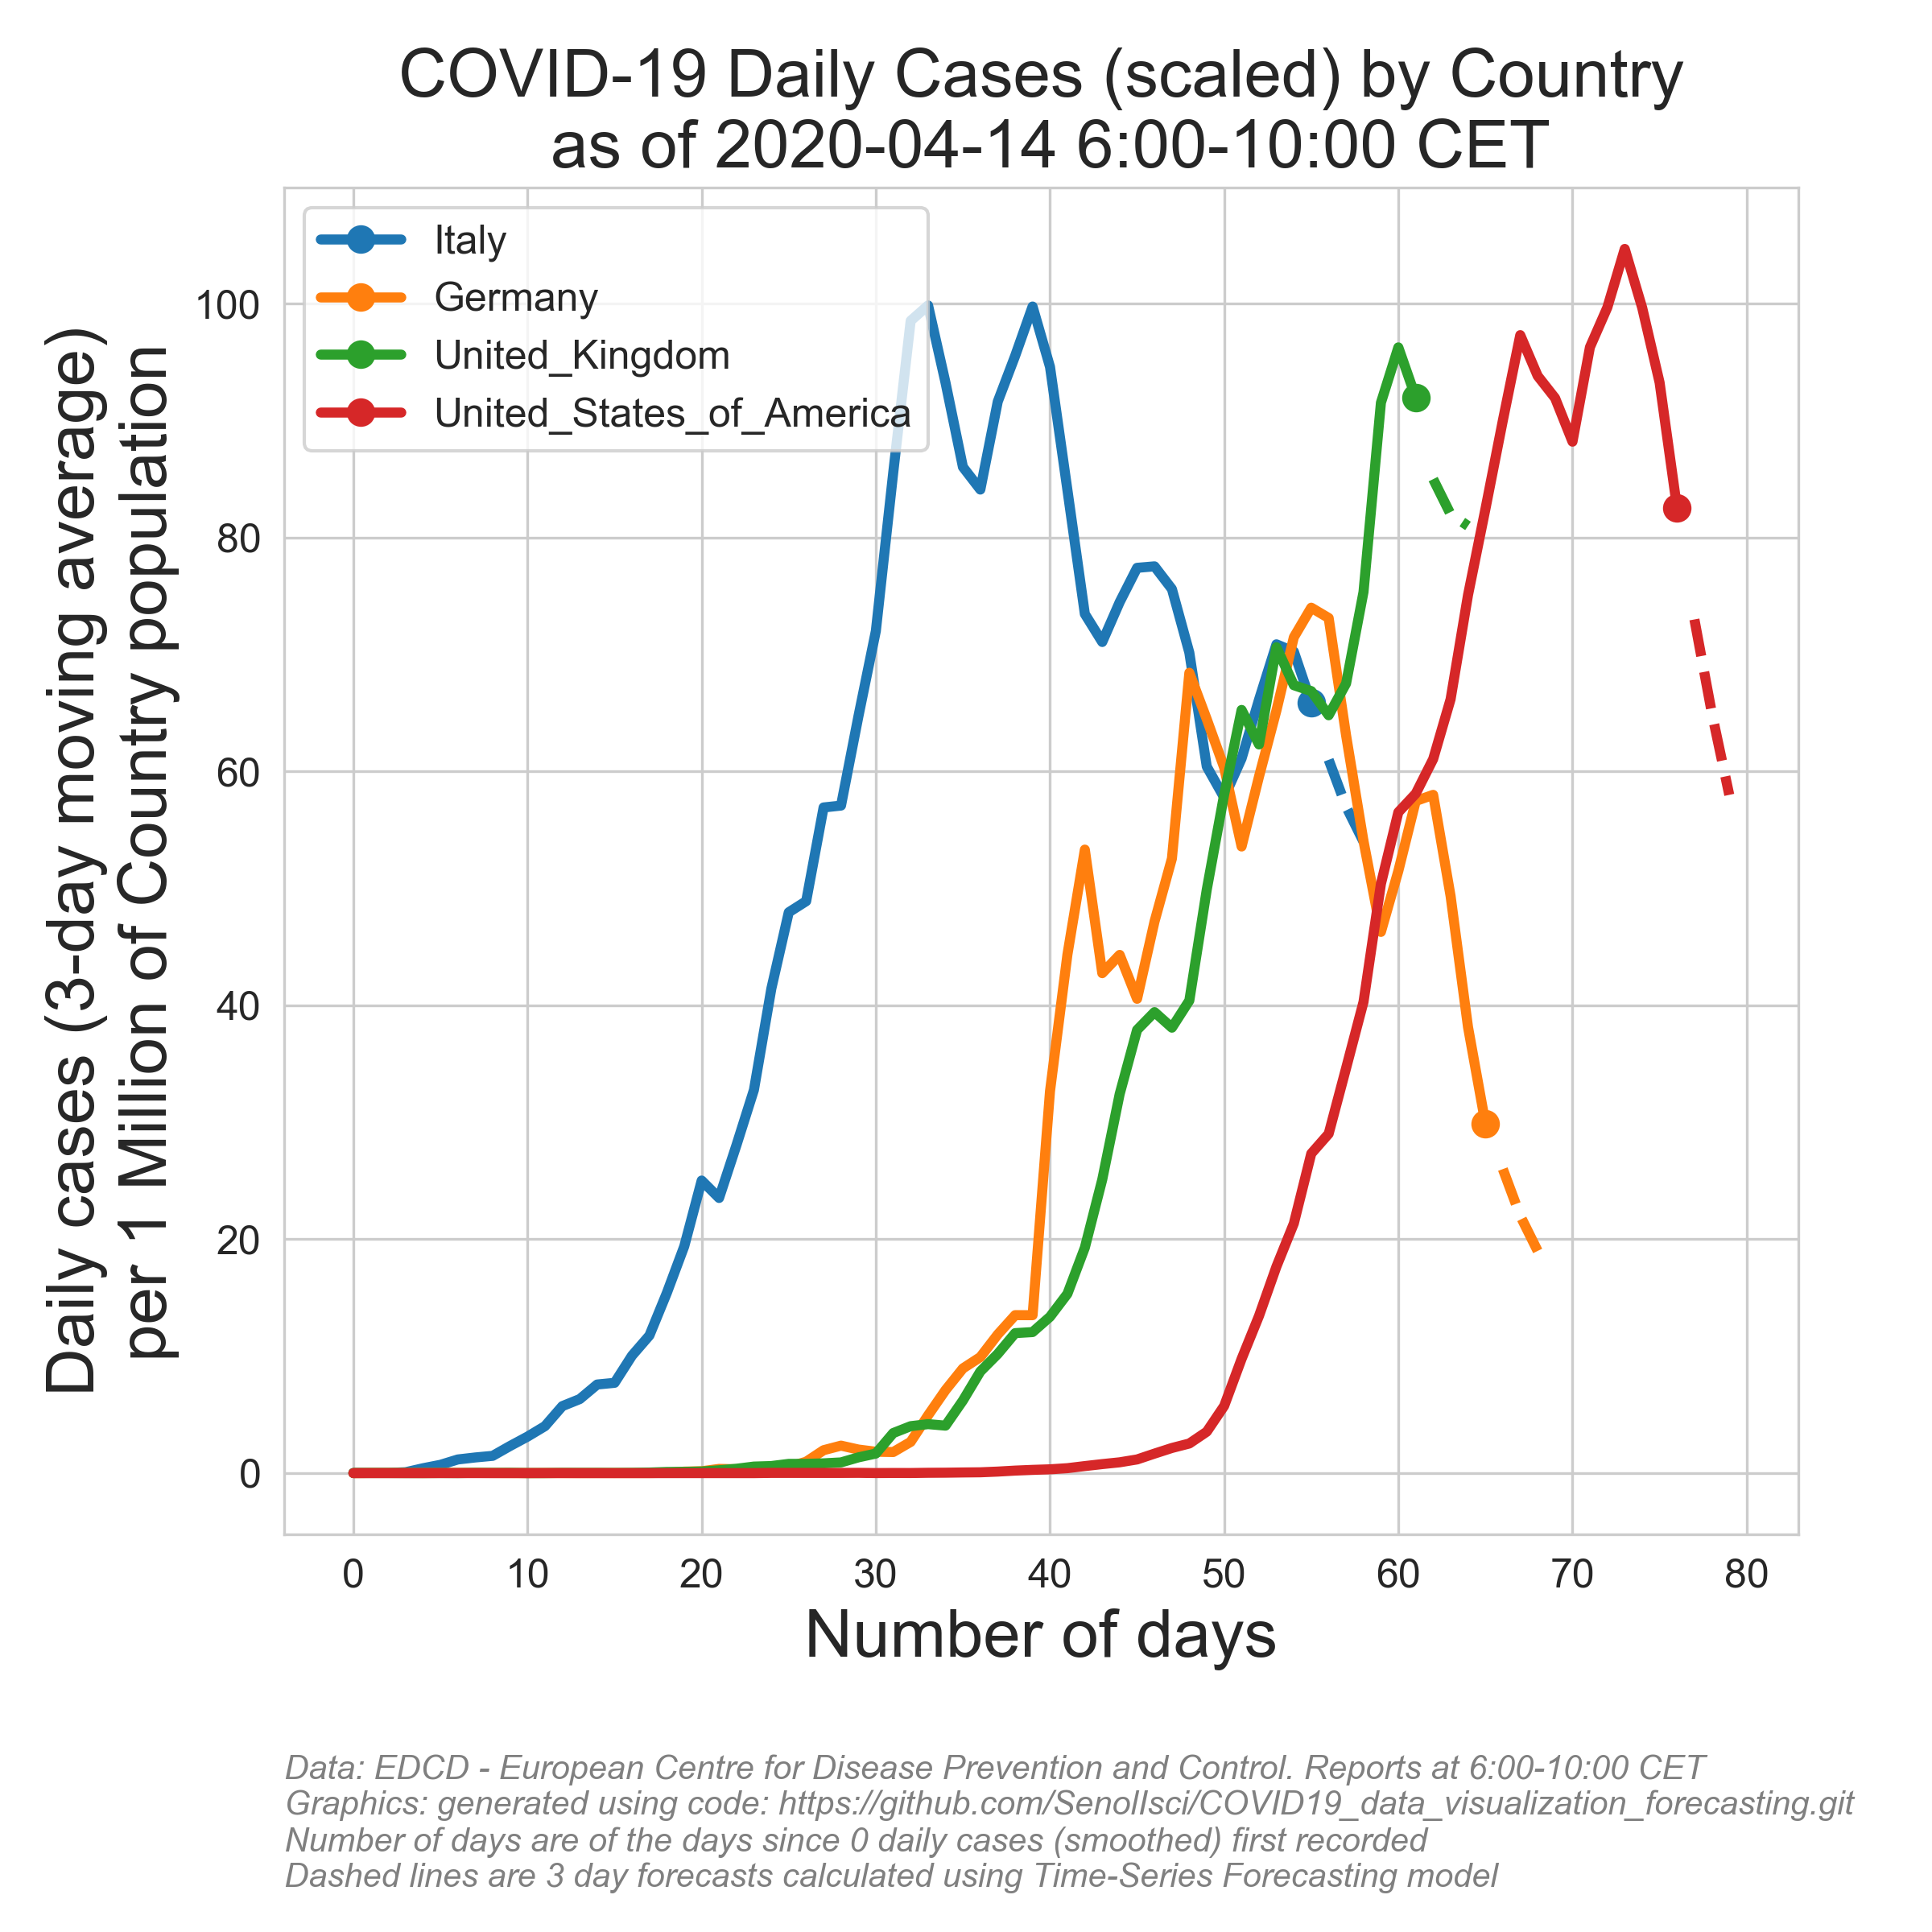 COVID-19 Daily Cases (scaled) by Country
as of 2020-04-14 6:00-10:00 CET
Italy
Germany
United_Kingdom
United_States_of_America
Daily cases (3-day moving average)
per 1 Million of Country population
100
80
60
40
20
0
0 10 20 30 40 50 60 70 80
Number of days
Data: EDCD - European Centre for Disease Prevention and Control. Reports at 6:00-10:00 CET
Graphics: generated using code: https://github.com/SenolIsci/COVID19_data_visualization_forecasting.git
Number of days are of the days since 0 daily cases (smoothed) first recorded
Dashed lines are 3 day forecasts calculated using Time-Series Forecasting model